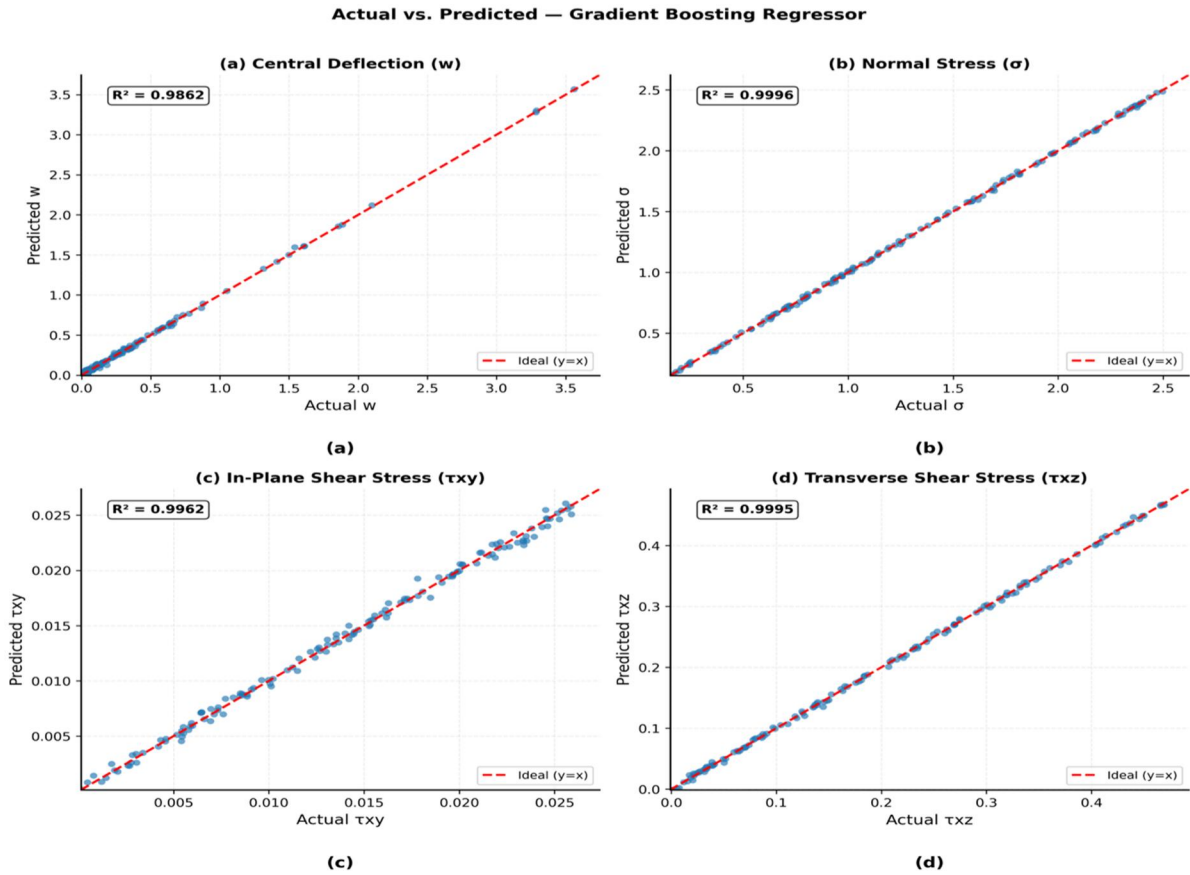 Actual vs. Predicted — Gradient Boosting Regressor
(a) Central Deflection (w)
R² = 0.9862
3.5
3.0
2.5
2.0
1.5
1.0
0.5
0.0
Predicted w
Ideal (y=x)
0.0 0.5 1.0 1.5 2.0 2.5 3.0 3.5
Actual w
(a)
(b) Normal Stress (σ)
R² = 0.9996
2.5
2.0
1.5
1.0
0.5
Predicted σ
Ideal (y=x)
0.5 1.0 1.5 2.0 2.5
Actual σ
(b)
(c) In-Plane Shear Stress (τxy)
R² = 0.9962
0.025
0.020
0.015
0.010
0.005
Predicted τxy
Ideal (y=x)
0.005 0.010 0.015 0.020 0.025
Actual τxy
(c)
(d) Transverse Shear Stress (τxz)
R² = 0.9995
0.4
0.3
0.2
0.1
0.0
Predicted τxz
Ideal (y=x)
0.0 0.1 0.2 0.3 0.4
Actual τxz
(d)